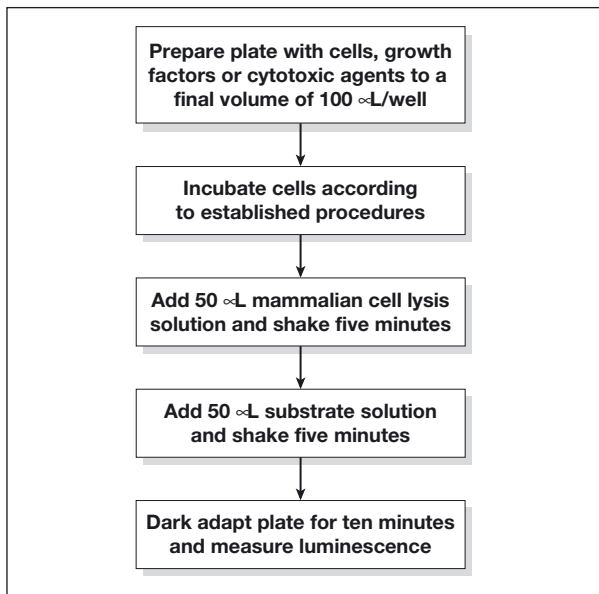 Prepare plate with cells, growth
factors or cytotoxic agents to a
final volume of 100 ∝L/well
Incubate cells according
to established procedures
Add 50 ∝L mammalian cell lysis
solution and shake five minutes
Add 50 ∝L substrate solution
and shake five minutes
Dark adapt plate for ten minutes
and measure luminescence